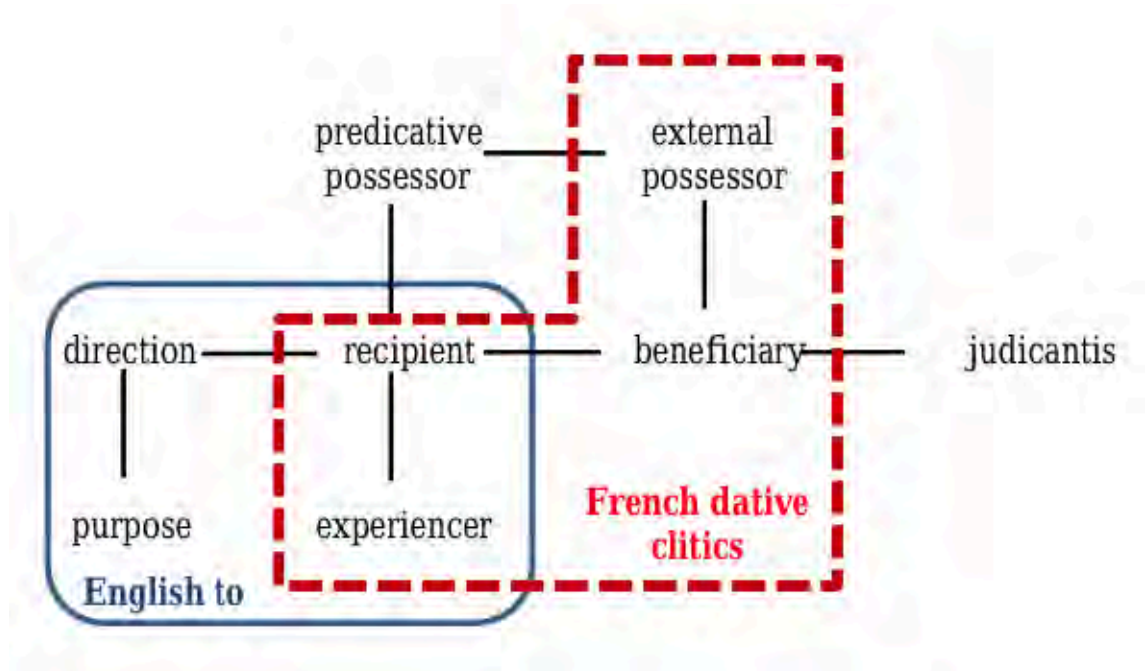 predicative
possessor
external
possessor
direction
recipient
beneficiary
judicantis
purpose
experiencer
French dative
clitics
English to